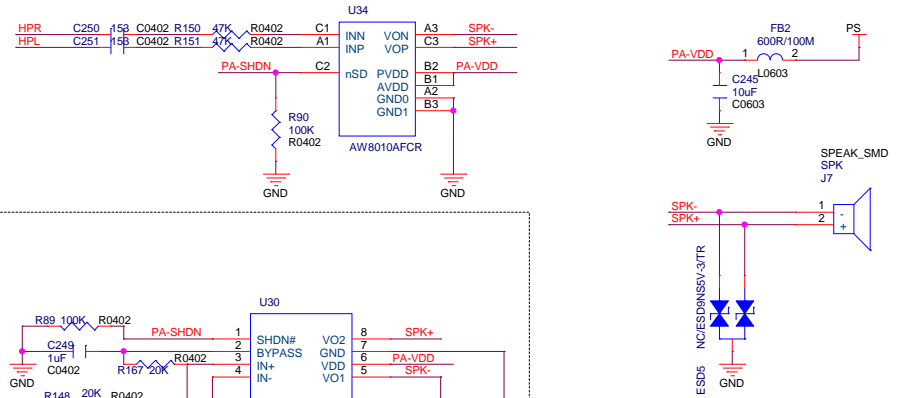 U34
HPR C250 153 C0402 R150 47K R0402 C1 INN VON A3 SPK-
HPL C251 153 C0402 R151 47K R0402 A1 INP VOP C3 SPK+
PA-SHDN C2 nSD PVDD B2 PA-VDD
AVDD B1
GND0 A2
GND1 B3
R90
100K
R0402
AW8010AFCR
GND
GND
FB2
600R/100M
PS
PA-VDD 1 2
L0603
C245
10uF
C0603
GND
SPEAK_SMD
SPK
J7
SPK- 1 -
SPK+ 2 +
NC/ESD9NS5V-3/TR
ESD5
GND
U30
R89 100K R0402
PA-SHDN 1 SHDN# VO2 8 SPK+
2 BYPASS GND 7
3 IN+ VDD 6 PA-VDD
4 IN- VO1 5 SPK-
C249
1uF
C0402
R167 20K R0402
GND
R148 20K R0402